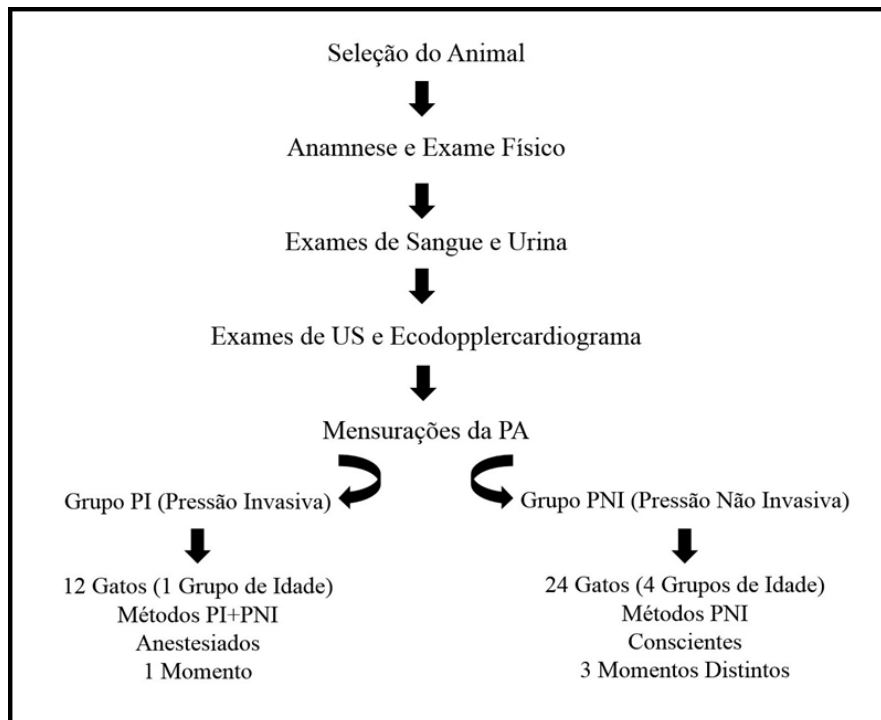 Seleção do Animal
Anamnese e Exame Físico
Exames de Sangue e Urina
Exames de US e Ecodopplercardiograma
Mensurações da PA
Grupo PI (Pressão Invasiva)
12 Gatos (1 Grupo de Idade)
Métodos PI+PNI
Anestesiados
1 Momento
Grupo PNI (Pressão Não Invasiva)
24 Gatos (4 Grupos de Idade)
Métodos PNI
Conscientes
3 Momentos Distintos